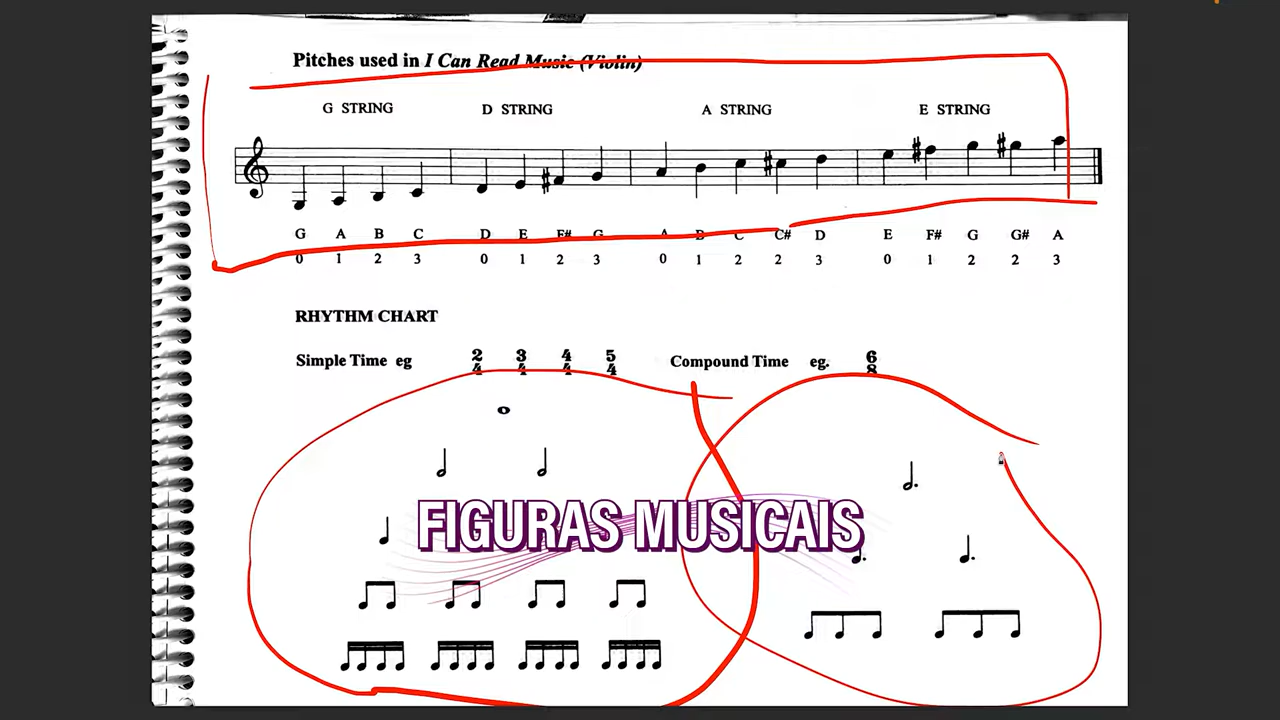 Pitches used in I Can Read Music (Violin)
G STRING D STRING A STRING E STRING
G A B C D E F# G A B C C# D E F# G G# A
0 1 2 3 0 1 2 3 0 1 2 2 3 0 1 2 2 3
RHYTHM CHART
Simple Time eg 2/4 3/4 4/4 5/4 Compound Time eg. 6/8
FIGURAS MUSICAIS